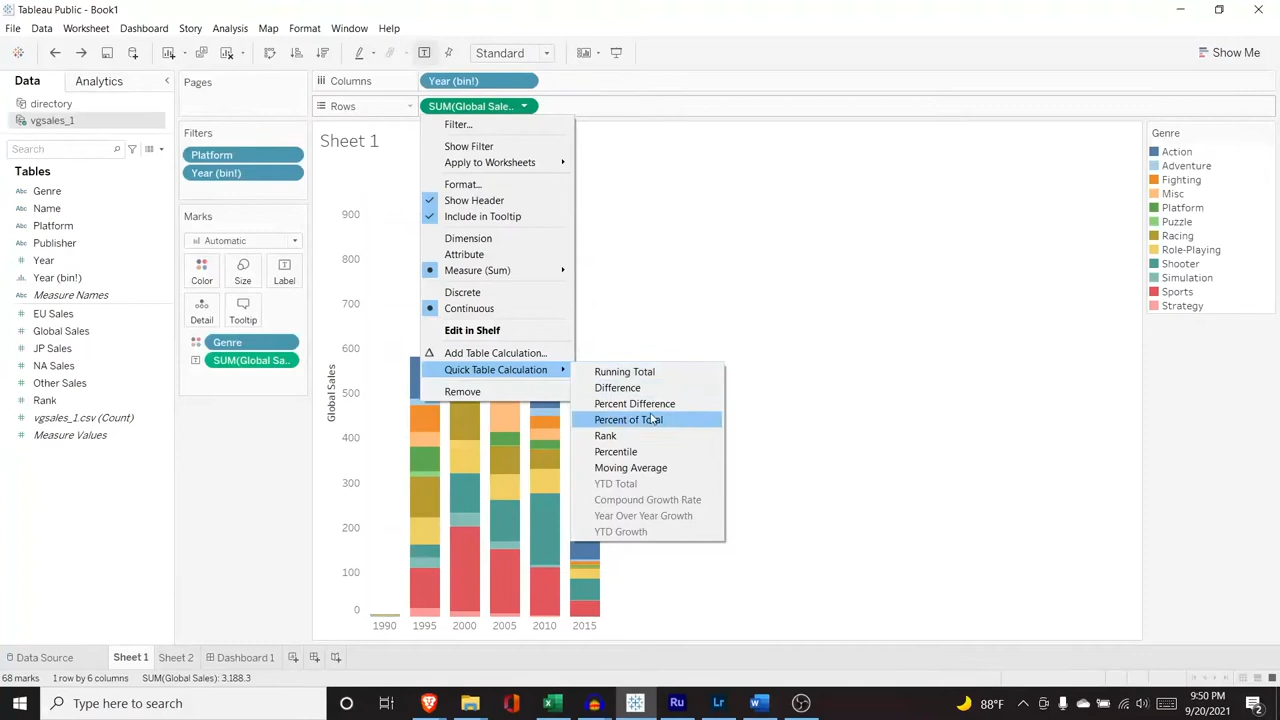 Tableau Public - Book1
File Data Worksheet Dashboard Story Analysis Map Format Window Help
Standard
Show Me
Data Analytics
directory
vgsales_1
Search
Tables
Abc Genre
Abc Name
Abc Platform
Abc Publisher
Abc Year
Year (bin!)
Abc Measure Names
# EU Sales
# Global Sales
# JP Sales
# NA Sales
# Other Sales
# Rank
# vgsales_1.csv (Count)
# Measure Values
Pages
Filters
Platform
Year (bin!)
Marks
Automatic
Color Size Label
Detail Tooltip
Genre
SUM(Global Sa..
Columns Year (bin!)
Rows SUM(Global Sale..
Sheet 1
Filter...
Show Filter
Apply to Worksheets
Format...
Show Header
Include in Tooltip
Dimension
Attribute
Measure (Sum)
Discrete
Continuous
Edit in Shelf
Add Table Calculation...
Quick Table Calculation
Remove
Running Total
Difference
Percent Difference
Percent of Total
Rank
Percentile
Moving Average
YTD Total
Compound Growth Rate
Year Over Year Growth
YTD Growth
Global Sales
900
800
700
600
500
400
300
200
100
0
1990 1995 2000 2005 2010 2015
Genre
Action
Adventure
Fighting
Misc
Platform
Puzzle
Racing
Role-Playing
Shooter
Simulation
Sports
Strategy
Data Source Sheet 1 Sheet 2 Dashboard 1
68 marks 1 row by 6 columns SUM(Global Sales): 3,188.3
Type here to search
Ru Lr
88°F
9:50 PM
9/20/2021
2